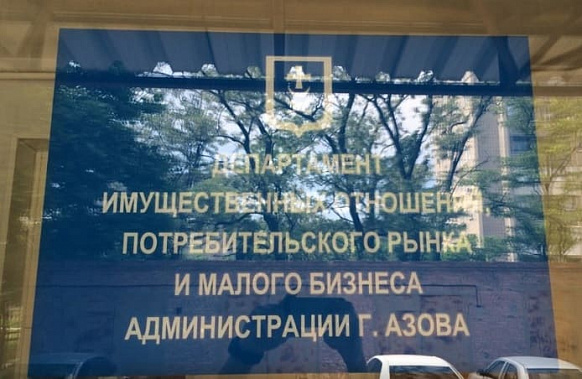 ДЕПАРТАМЕНТ
ИМУЩЕСТВЕННЫХ ОТНОШЕНИЙ,
ПОТРЕБИТЕЛЬСКОГО РЫНКА
И МАЛОГО БИЗНЕСА
АДМИНИСТРАЦИИ Г. АЗОВА